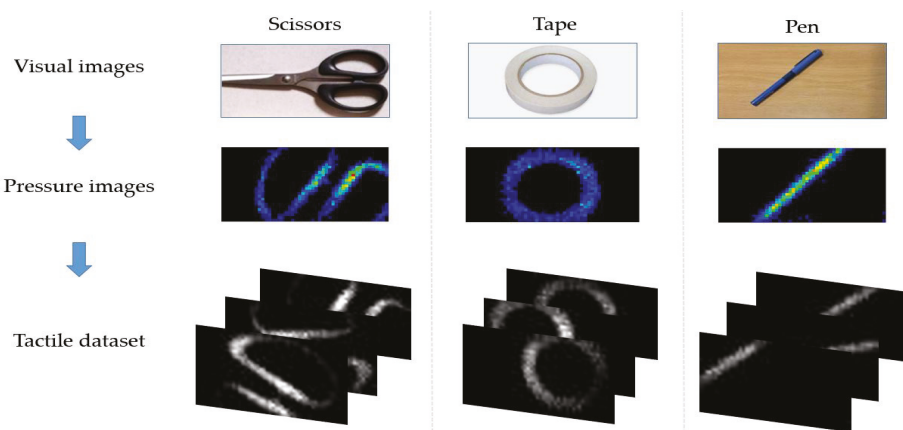 Scissors
Tape
Pen
Visual images
Pressure images
Tactile dataset